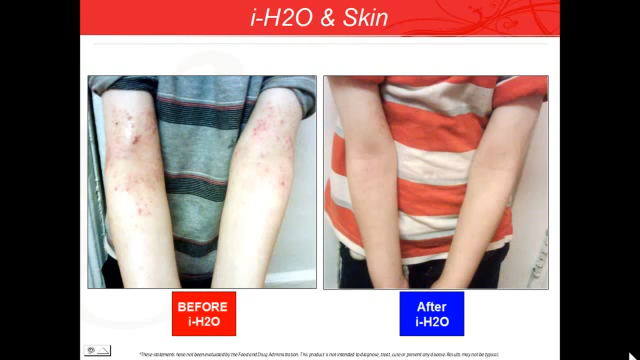 i-H2O & Skin
BEFORE
i-H2O
After
i-H2O
*These statements have not been evaluated by the Food and Drug Administration. This product is not intended to diagnose, treat, cure or prevent any disease. Results may not be typical.